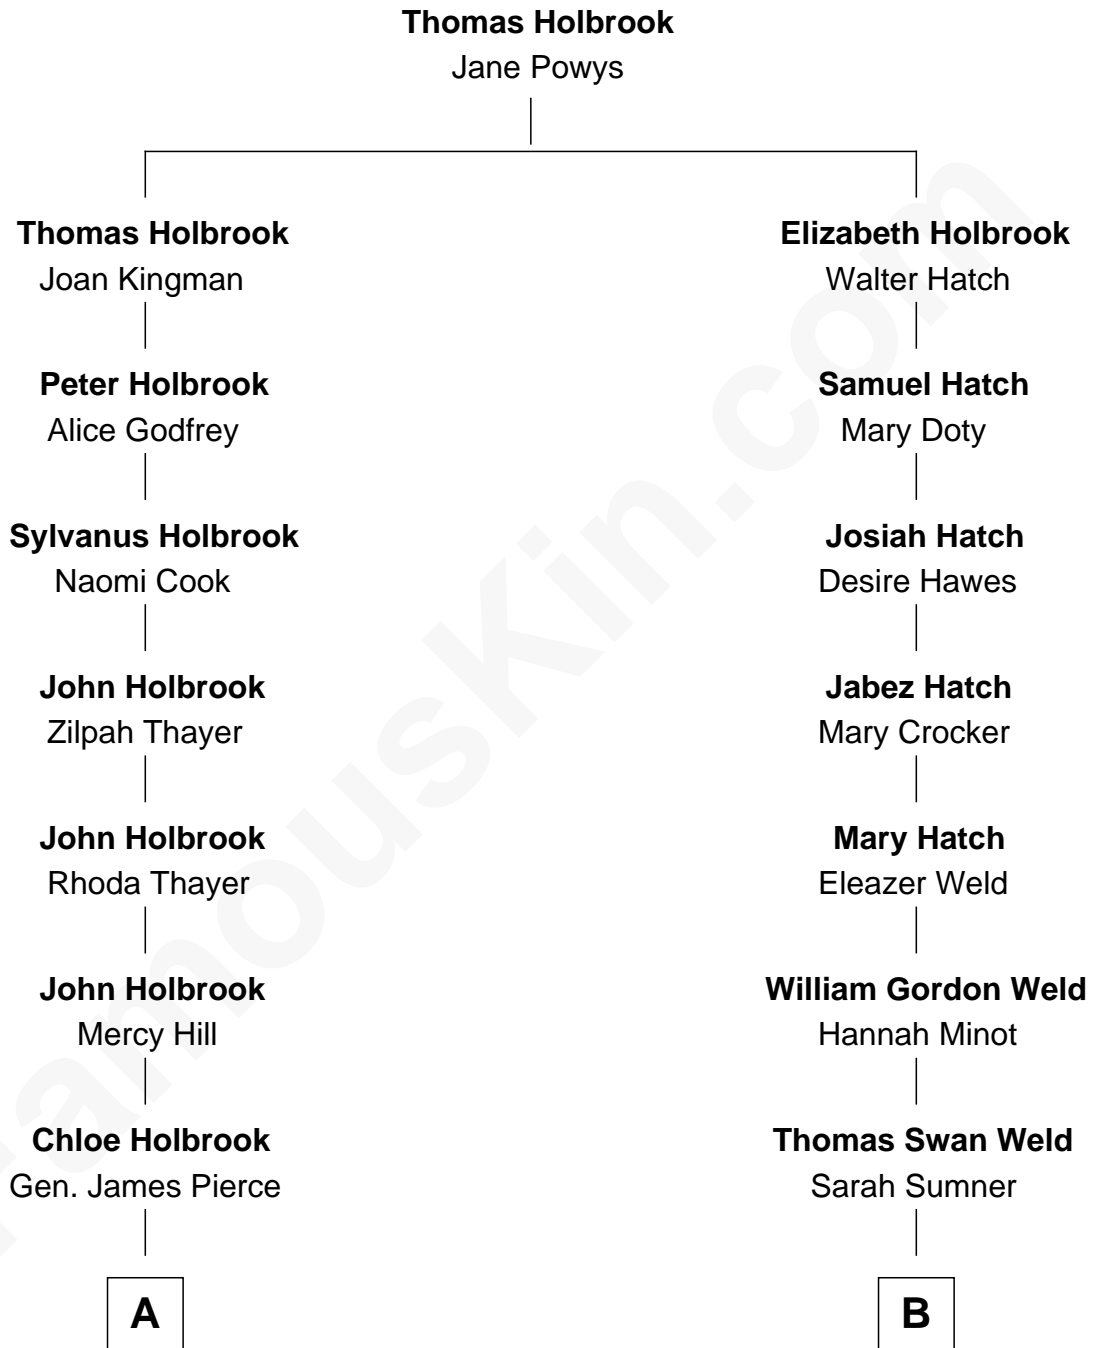 Thomas Holbrook
Jane Powys
Thomas Holbrook
Joan Kingman
Peter Holbrook
Alice Godfrey
Sylvanus Holbrook
Naomi Cook
John Holbrook
Zilpah Thayer
John Holbrook
Rhoda Thayer
John Holbrook
Mercy Hill
Chloe Holbrook
Gen. James Pierce
A
Elizabeth Holbrook
Walter Hatch
Samuel Hatch
Mary Doty
Josiah Hatch
Desire Hawes
Jabez Hatch
Mary Crocker
Mary Hatch
Eleazer Weld
William Gordon Weld
Hannah Minot
Thomas Swan Weld
Sarah Sumner
B
FamousKin.com